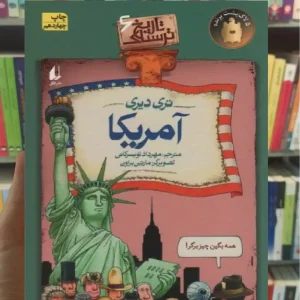 چاپ
چهاردهم
تاریخ
ترسناک
تری دیری
آمریکا
مترجم: مهرداد تویسرکانی
تصویرگر: مارتین براون
همه بگین چیزبرگر!